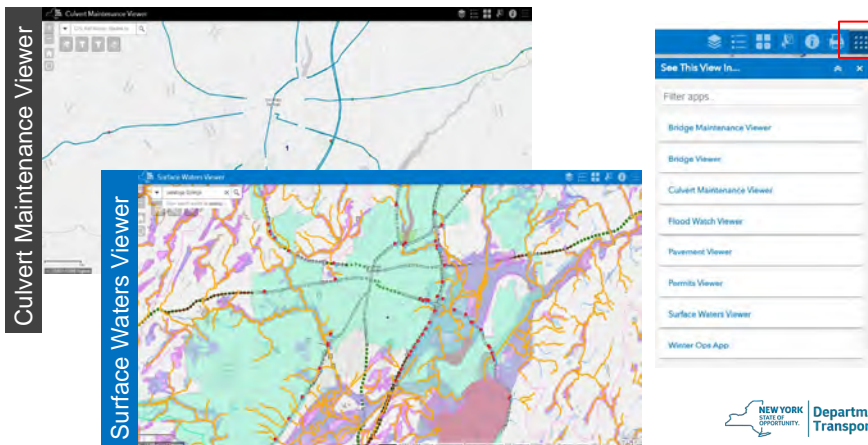 Culvert Maintenance Viewer
Culvert Maintenance Viewer
Surface Waters Viewer
Surface Waters Viewer
saratoga springs
See This View In...
Filter apps...
Bridge Maintenance Viewer
Bridge Viewer
Culvert Maintenance Viewer
Flood Watch Viewer
Pavement Viewer
Permits Viewer
Surface Waters Viewer
Winter Ops App
NEW YORK
STATE OF
OPPORTUNITY.
Departm
Transpor